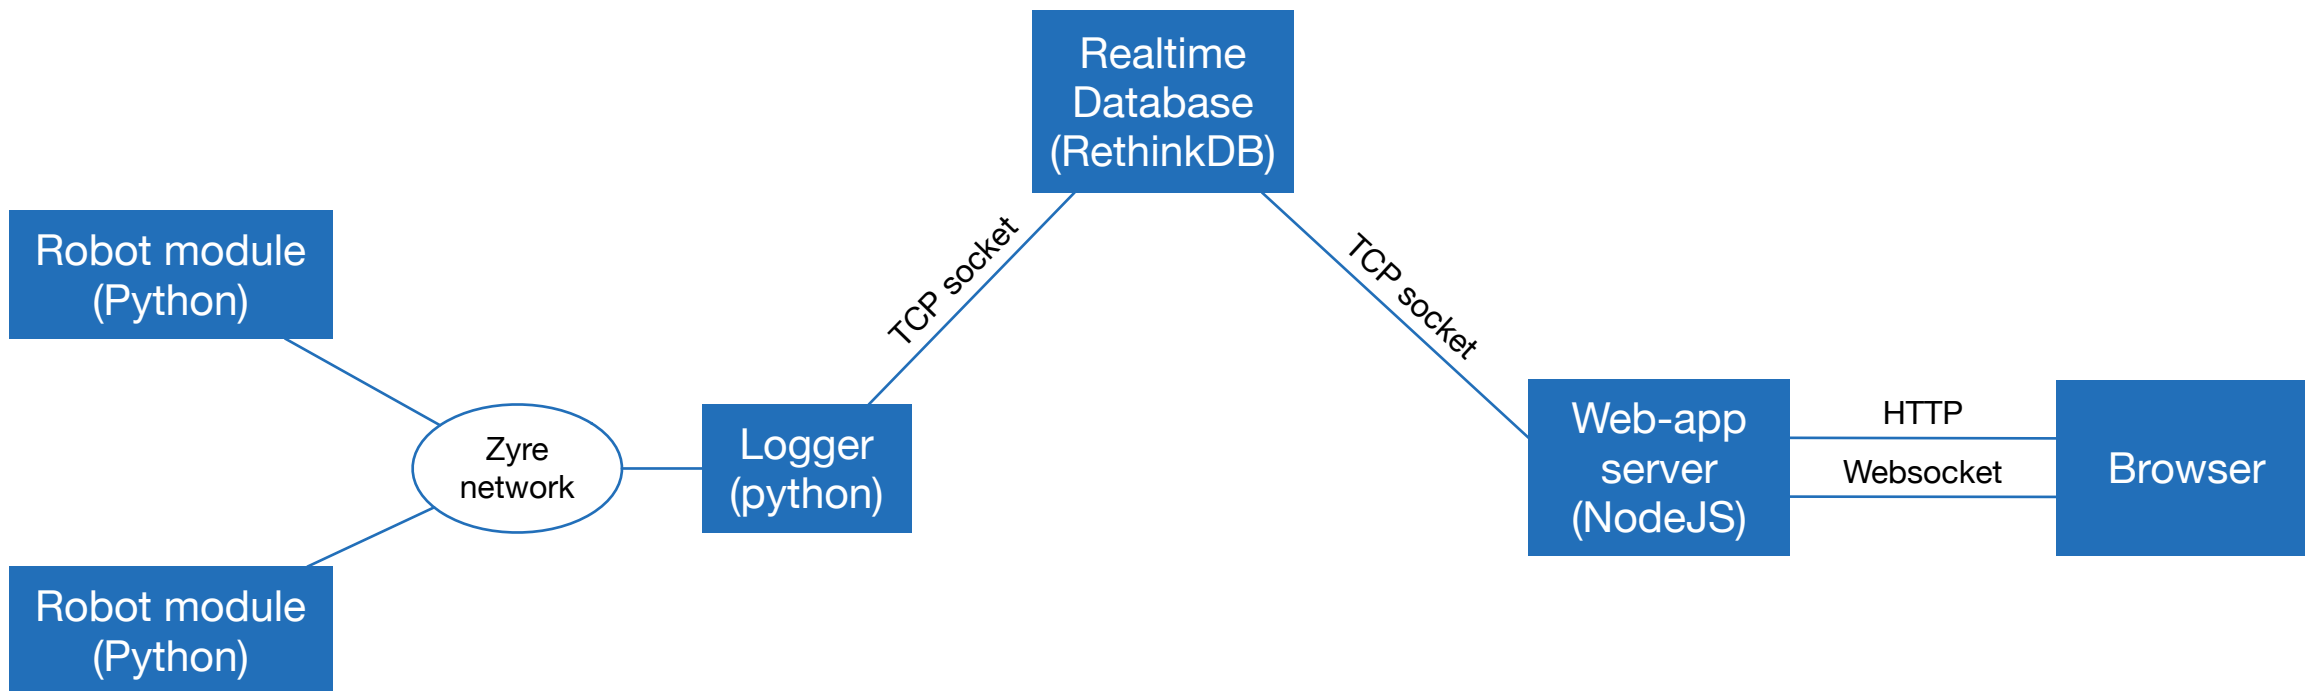 Realtime
Database
(RethinkDB)
Robot module
(Python)
TCP socket
TCP socket
Zyre
network
Logger
(python)
Web-app
server
(NodeJS)
HTTP
Websocket
Browser
Robot module
(Python)